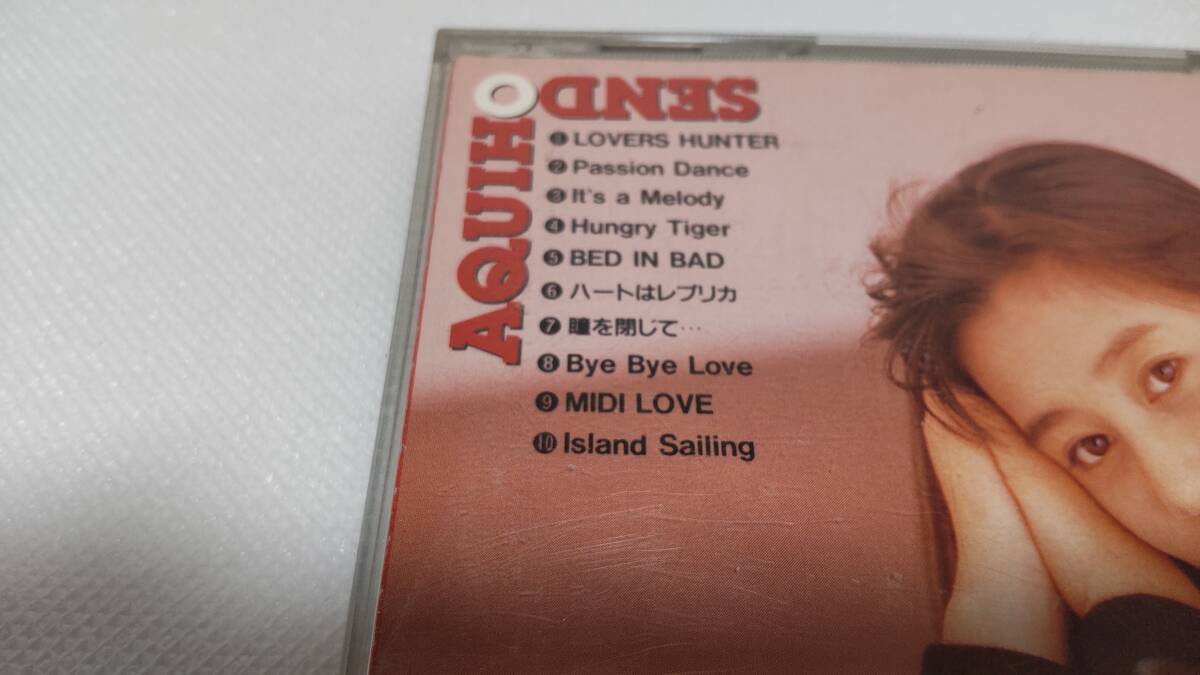 AQUIHO
SENDO
❶ LOVERS HUNTER
❷ Passion Dance
❸ It's a Melody
❹ Hungry Tiger
❺ BED IN BAD
❻ ハートはレプリカ
❼ 瞳を閉じて…
❽ Bye Bye Love
❾ MIDI LOVE
❿ Island Sailing